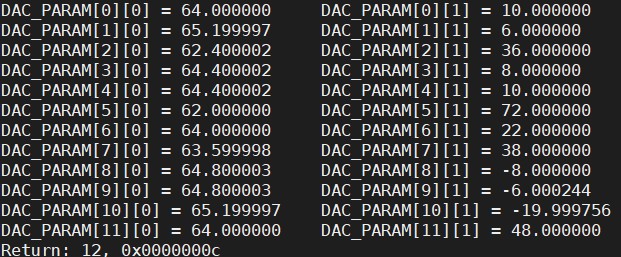 DAC_PARAM[0][0] = 64.000000    DAC_PARAM[0][1] = 10.000000
DAC_PARAM[1][0] = 65.199997    DAC_PARAM[1][1] = 6.000000
DAC_PARAM[2][0] = 62.400002    DAC_PARAM[2][1] = 36.000000
DAC_PARAM[3][0] = 64.400002    DAC_PARAM[3][1] = 8.000000
DAC_PARAM[4][0] = 64.400002    DAC_PARAM[4][1] = 10.000000
DAC_PARAM[5][0] = 62.000000    DAC_PARAM[5][1] = 72.000000
DAC_PARAM[6][0] = 64.000000    DAC_PARAM[6][1] = 22.000000
DAC_PARAM[7][0] = 63.599998    DAC_PARAM[7][1] = 38.000000
DAC_PARAM[8][0] = 64.800003    DAC_PARAM[8][1] = -8.000000
DAC_PARAM[9][0] = 64.800003    DAC_PARAM[9][1] = -6.000244
DAC_PARAM[10][0] = 65.199997    DAC_PARAM[10][1] = -19.999756
DAC_PARAM[11][0] = 64.000000    DAC_PARAM[11][1] = 48.000000
Return: 12, 0x0000000c